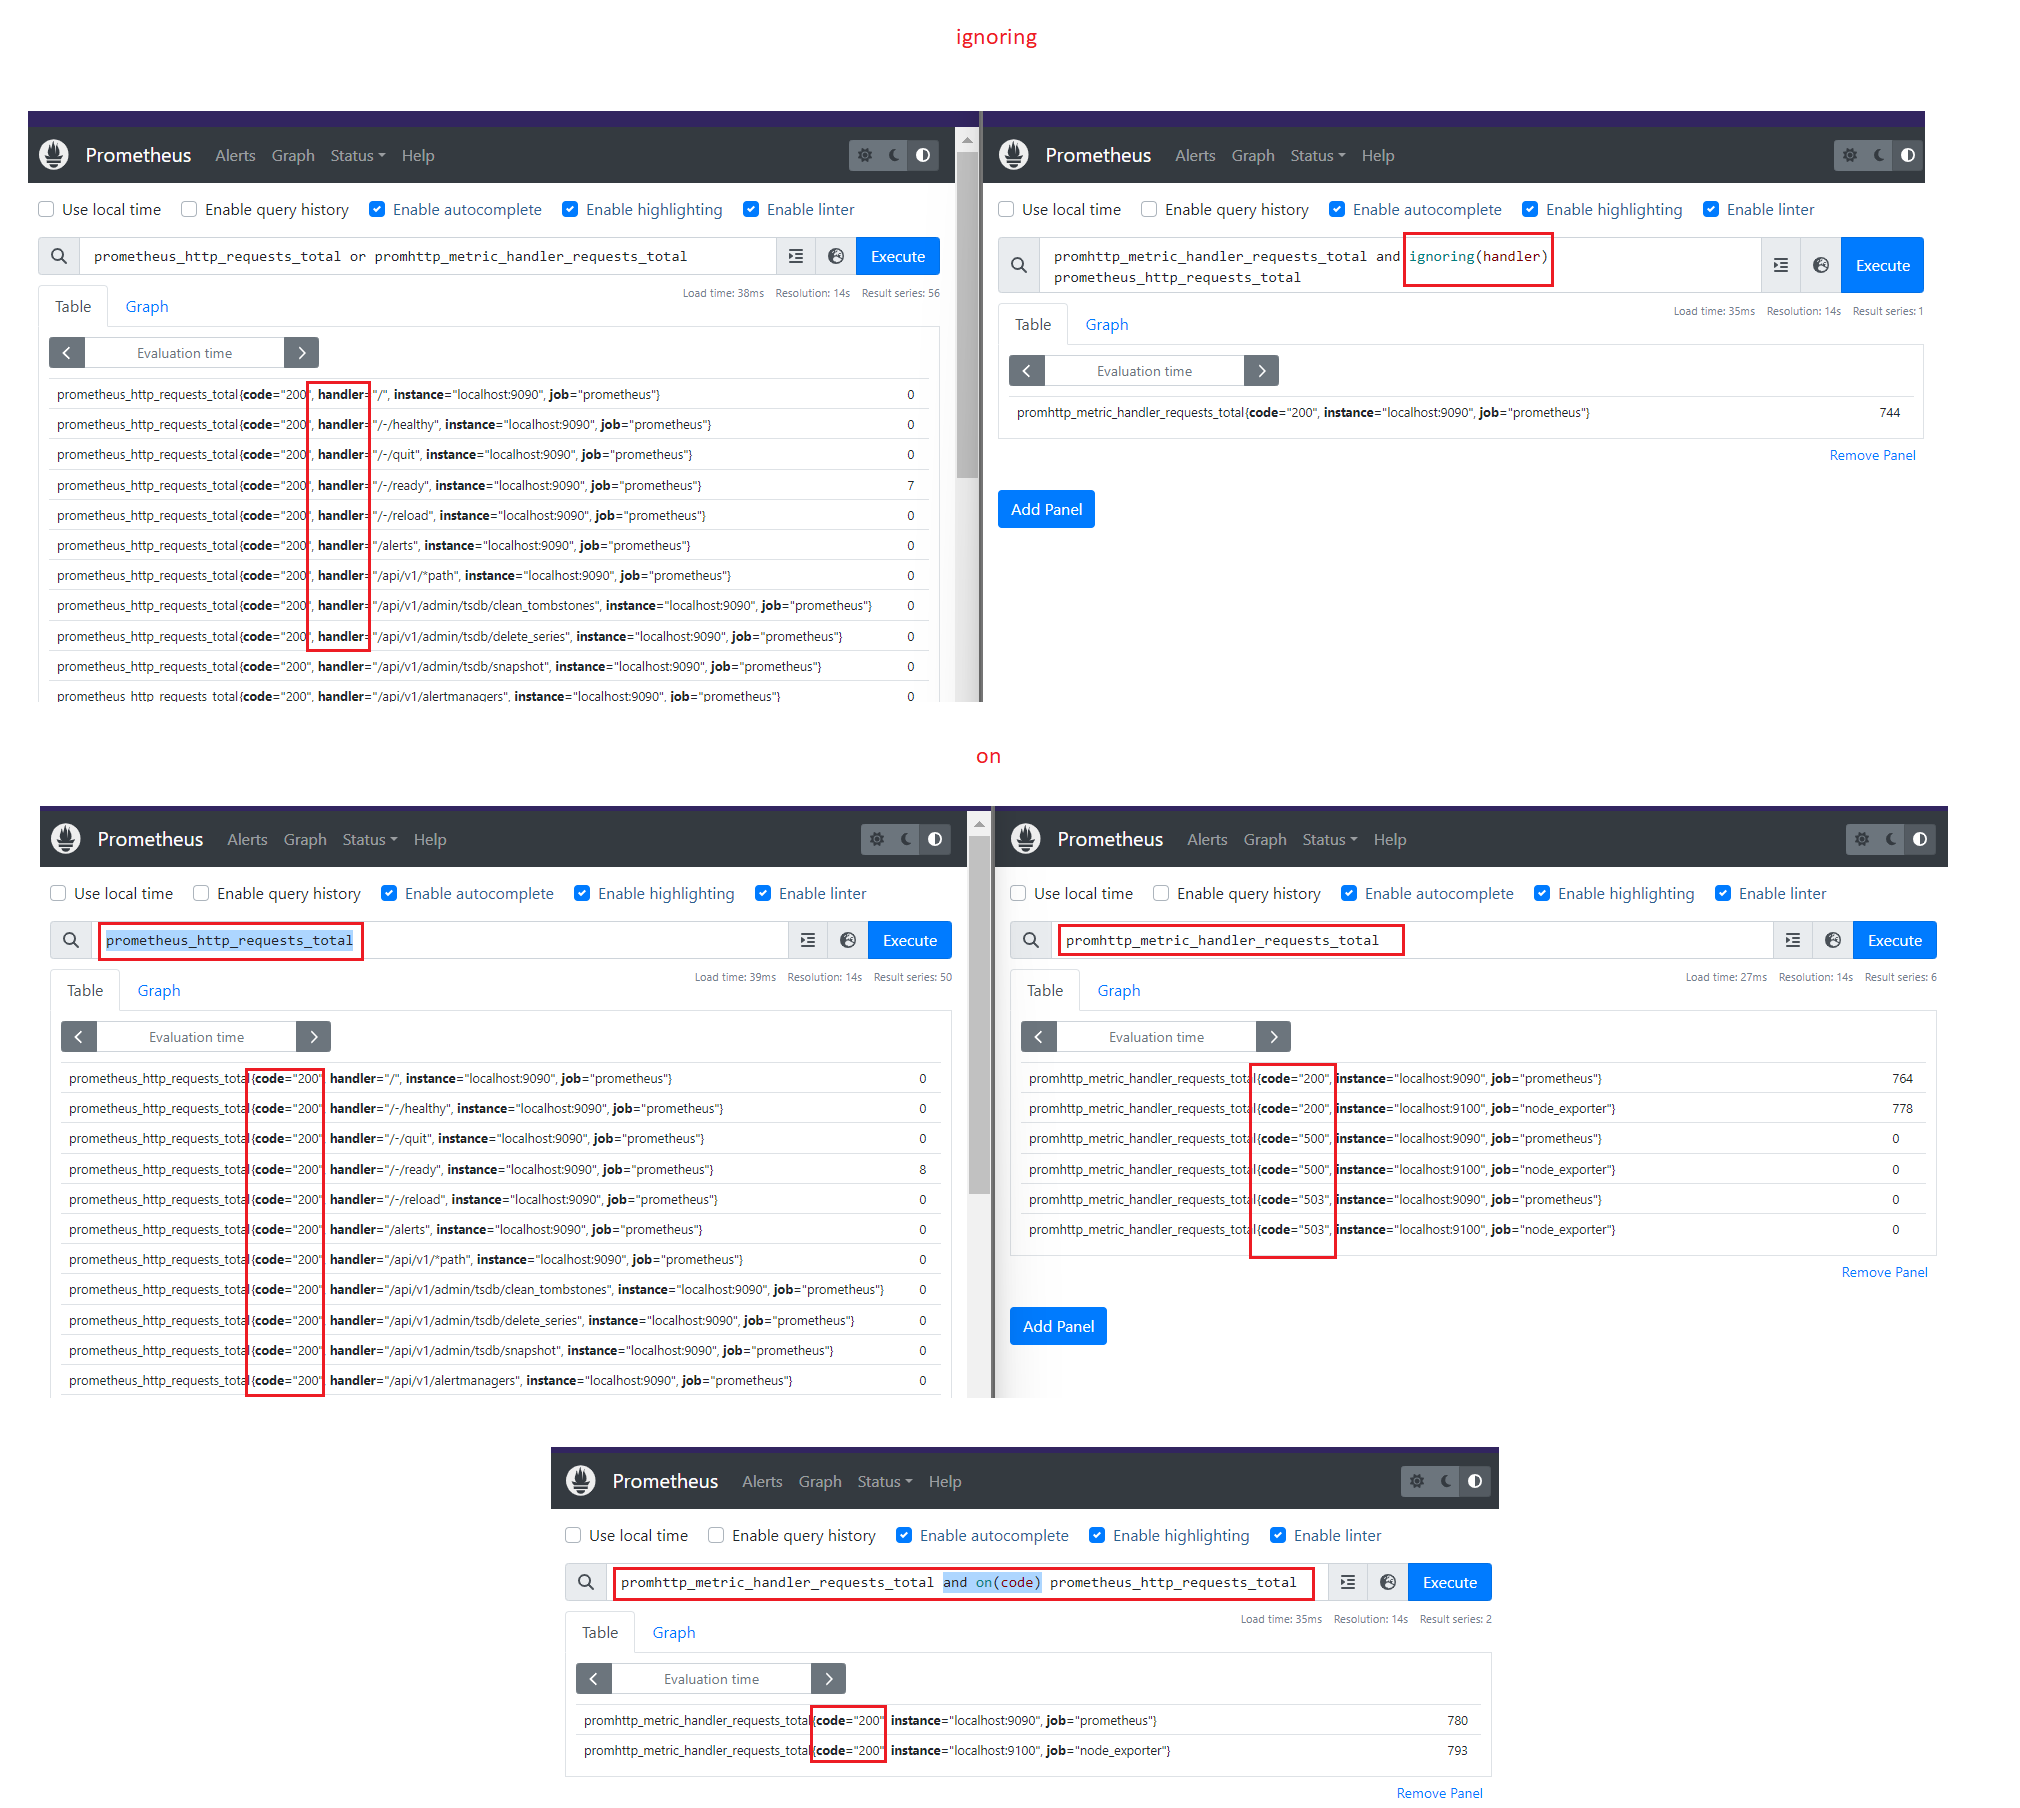 ignoring
Prometheus Alerts Graph Status Help
Use local time Enable query history Enable autocomplete Enable highlighting Enable linter
prometheus_http_requests_total or promhttp_metric_handler_requests_total Execute
Load time: 38ms Resolution: 14s Result series: 56
Table Graph
Evaluation time
prometheus_http_requests_total{code="200", handler="/", instance="localhost:9090", job="prometheus"} 0
prometheus_http_requests_total{code="200", handler="/-/healthy", instance="localhost:9090", job="prometheus"} 0
prometheus_http_requests_total{code="200", handler="/-/quit", instance="localhost:9090", job="prometheus"} 0
prometheus_http_requests_total{code="200", handler="/-/ready", instance="localhost:9090", job="prometheus"} 7
prometheus_http_requests_total{code="200", handler="/-/reload", instance="localhost:9090", job="prometheus"} 0
prometheus_http_requests_total{code="200", handler="/alerts", instance="localhost:9090", job="prometheus"} 0
prometheus_http_requests_total{code="200", handler="/api/v1/*path", instance="localhost:9090", job="prometheus"} 0
prometheus_http_requests_total{code="200", handler="/api/v1/admin/tsdb/clean_tombstones", instance="localhost:9090", job="prometheus"} 0
prometheus_http_requests_total{code="200", handler="/api/v1/admin/tsdb/delete_series", instance="localhost:9090", job="prometheus"} 0
prometheus_http_requests_total{code="200", handler="/api/v1/admin/tsdb/snapshot", instance="localhost:9090", job="prometheus"} 0
prometheus_http_requests_total{code="200", handler="/api/v1/alertmanagers", instance="localhost:9090", job="prometheus"} 0
Prometheus Alerts Graph Status Help
Use local time Enable query history Enable autocomplete Enable highlighting Enable linter
promhttp_metric_handler_requests_total and ignoring(handler)
prometheus_http_requests_total
Execute
Load time: 35ms Resolution: 14s Result series: 1
Table Graph
Evaluation time
promhttp_metric_handler_requests_total{code="200", instance="localhost:9090", job="prometheus"} 744
Remove Panel
Add Panel
on
Prometheus Alerts Graph Status Help
Use local time Enable query history Enable autocomplete Enable highlighting Enable linter
prometheus_http_requests_total Execute
Load time: 39ms Resolution: 14s Result series: 50
Table Graph
Evaluation time
prometheus_http_requests_total{code="200" handler="/", instance="localhost:9090", job="prometheus"} 0
prometheus_http_requests_total{code="200" handler="/-/healthy", instance="localhost:9090", job="prometheus"} 0
prometheus_http_requests_total{code="200" handler="/-/quit", instance="localhost:9090", job="prometheus"} 0
prometheus_http_requests_total{code="200" handler="/-/ready", instance="localhost:9090", job="prometheus"} 8
prometheus_http_requests_total{code="200" handler="/-/reload", instance="localhost:9090", job="prometheus"} 0
prometheus_http_requests_total{code="200" handler="/alerts", instance="localhost:9090", job="prometheus"} 0
prometheus_http_requests_total{code="200" handler="/api/v1/*path", instance="localhost:9090", job="prometheus"} 0
prometheus_http_requests_total{code="200" handler="/api/v1/admin/tsdb/clean_tombstones", instance="localhost:9090", job="prometheus"} 0
prometheus_http_requests_total{code="200" handler="/api/v1/admin/tsdb/delete_series", instance="localhost:9090", job="prometheus"} 0
prometheus_http_requests_total{code="200" handler="/api/v1/admin/tsdb/snapshot", instance="localhost:9090", job="prometheus"} 0
prometheus_http_requests_total{code="200" handler="/api/v1/alertmanagers", instance="localhost:9090", job="prometheus"} 0
Prometheus Alerts Graph Status Help
Use local time Enable query history Enable autocomplete Enable highlighting Enable linter
promhttp_metric_handler_requests_total Execute
Load time: 27ms Resolution: 14s Result series: 6
Table Graph
Evaluation time
promhttp_metric_handler_requests_total{code="200", instance="localhost:9090", job="prometheus"} 764
promhttp_metric_handler_requests_total{code="200", instance="localhost:9100", job="node_exporter"} 778
promhttp_metric_handler_requests_total{code="500", instance="localhost:9090", job="prometheus"} 0
promhttp_metric_handler_requests_total{code="500", instance="localhost:9100", job="node_exporter"} 0
promhttp_metric_handler_requests_total{code="503", instance="localhost:9090", job="prometheus"} 0
promhttp_metric_handler_requests_total{code="503", instance="localhost:9100", job="node_exporter"} 0
Remove Panel
Add Panel
Prometheus Alerts Graph Status Help
Use local time Enable query history Enable autocomplete Enable highlighting Enable linter
promhttp_metric_handler_requests_total and on(code) prometheus_http_requests_total Execute
Load time: 35ms Resolution: 14s Result series: 2
Table Graph
Evaluation time
promhttp_metric_handler_requests_total{code="200" instance="localhost:9090", job="prometheus"} 780
promhttp_metric_handler_requests_total{code="200" instance="localhost:9100", job="node_exporter"} 793
Remove Panel